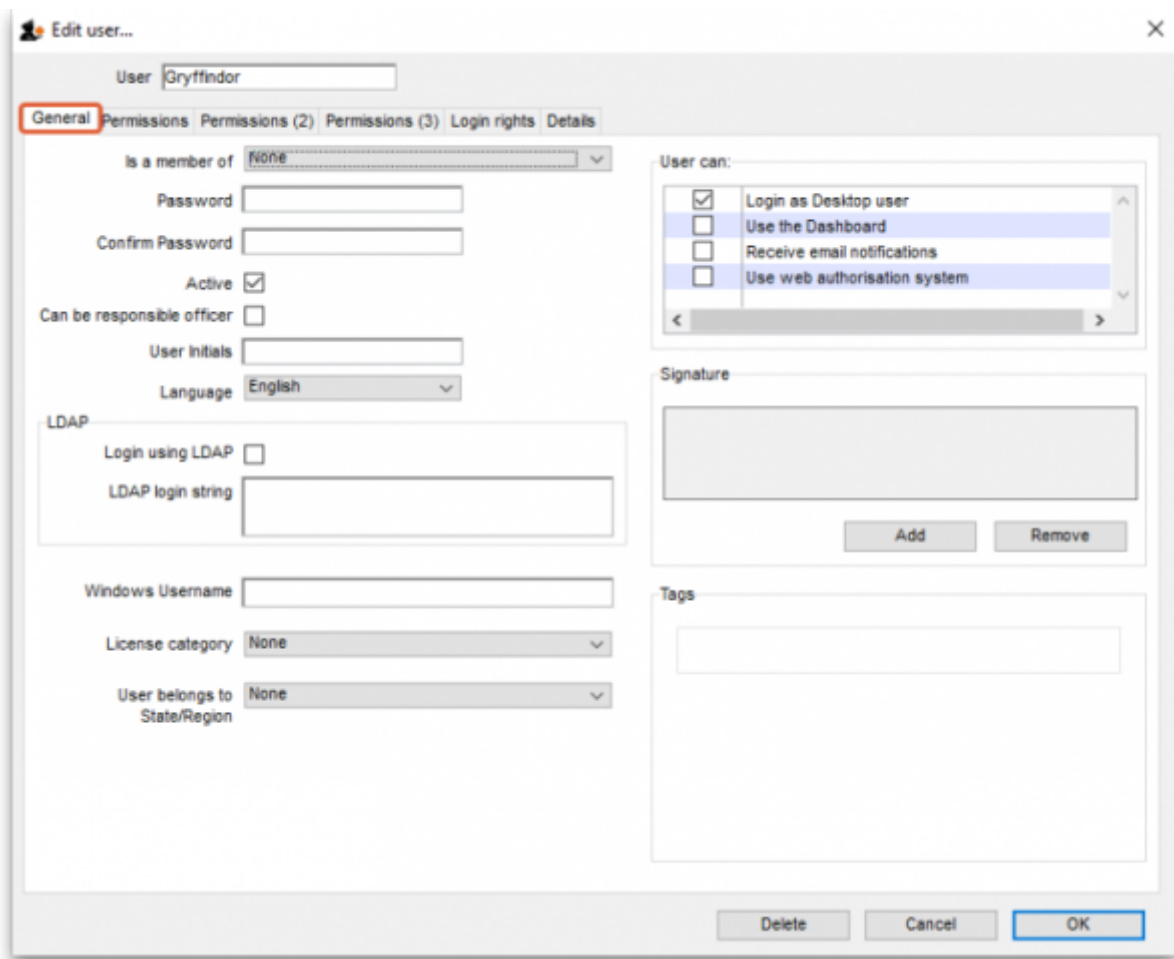 Edit user...
User Gryffindor
General Permissions Permissions (2) Permissions (3) Login rights Details
Is a member of None
Password
Confirm Password
Active
Can be responsible officer
User Initials
Language English
LDAP
Login using LDAP
LDAP login string
Windows Username
License category None
User belongs to None
State/Region
User can:
Login as Desktop user
Use the Dashboard
Receive email notifications
Use web authorisation system
Signature
Add Remove
Tags
Delete Cancel OK